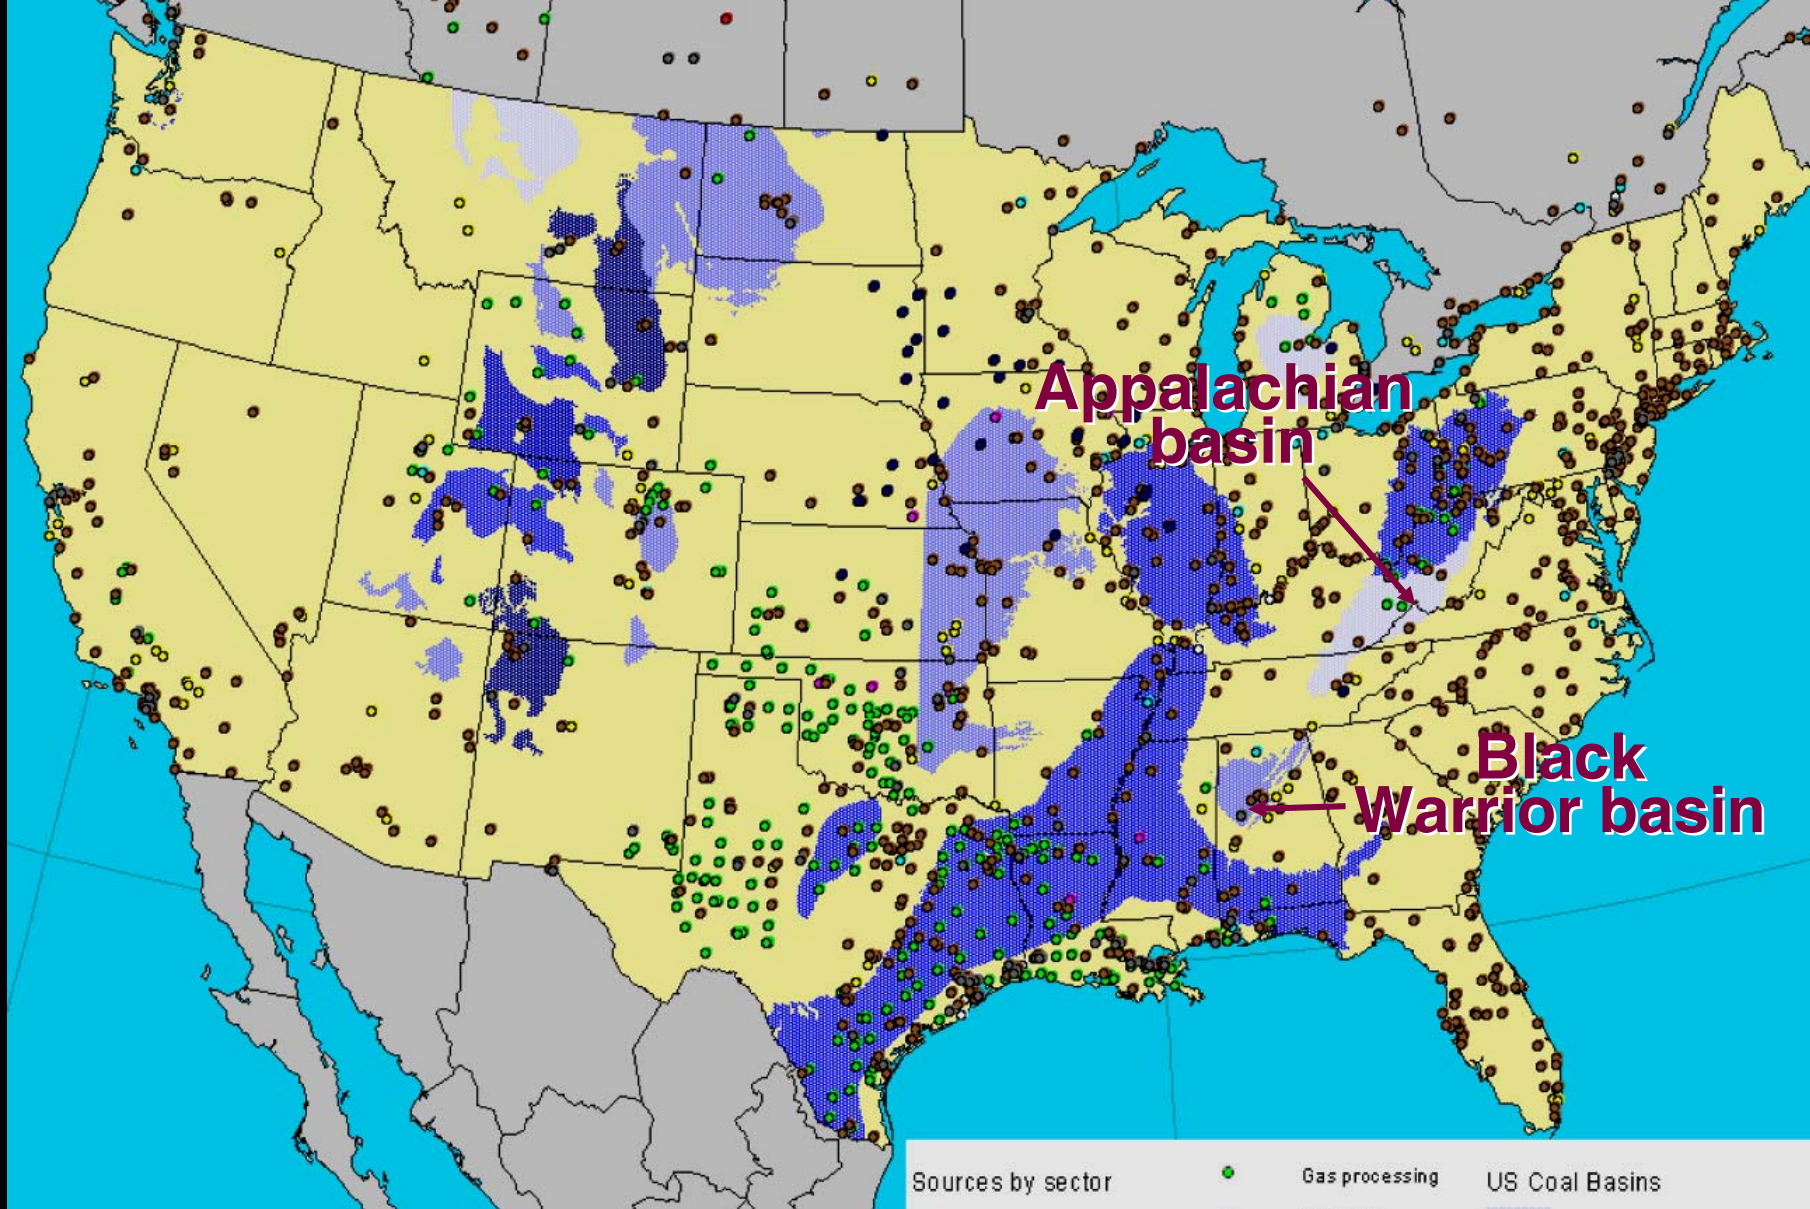 Appalachian
basin
Black
Warrior basin
Sources by sector
Gas processing
US Coal Basins